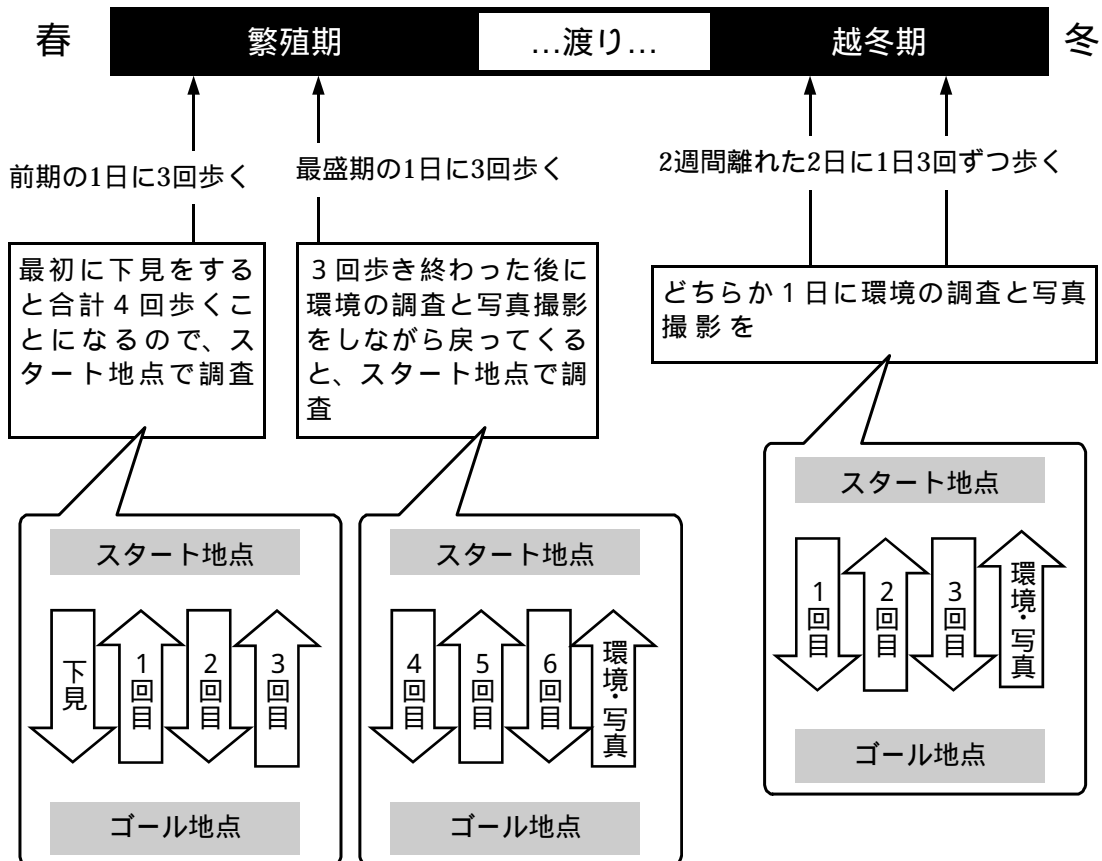 春
繁殖期
…渡り…
越冬期
冬
前期の1日に3回歩く
最盛期の1日に3回歩く
2週間離れた2日に1日3回ずつ歩く
最初に下見をする
と合計４回歩くこ
とになるので、ス
タート地点で調査
３回歩き終わった後に
環境の調査と写真撮影
をしながら戻ってくる
と、スタート地点で調
査
どちらか１日に環境の調査と写真
撮影を
スタート地点
下見
1回目
2回目
3回目
ゴール地点
スタート地点
4回目
5回目
6回目
環境・写真
ゴール地点
スタート地点
1回目
2回目
3回目
環境・写真
ゴール地点